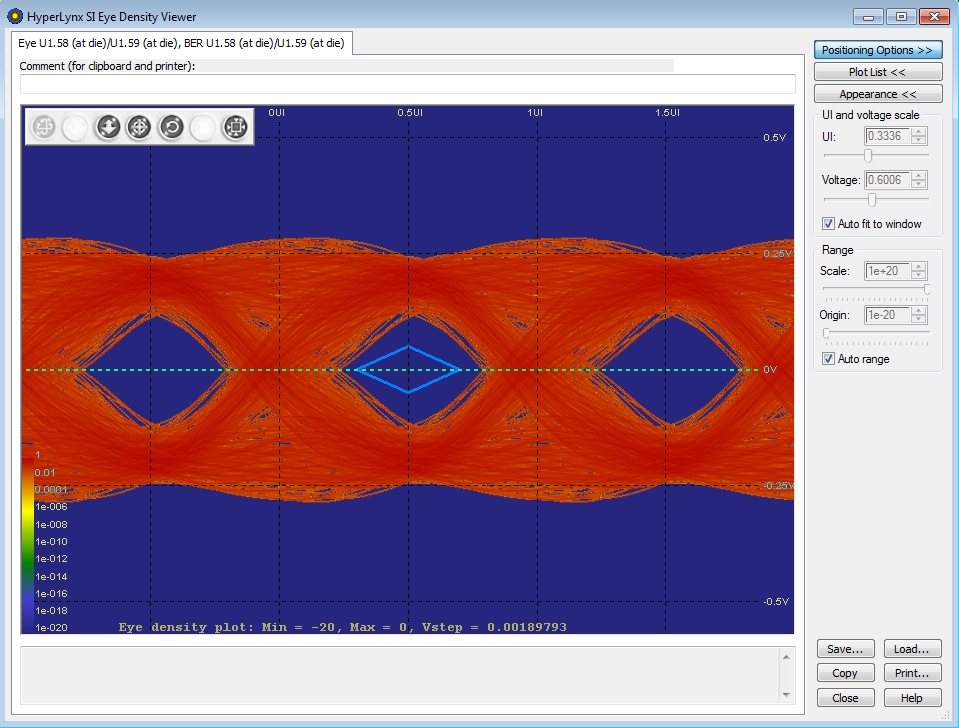 HyperLynx SI Eye Density Viewer
Eye U1.58 (at die)/U1.59 (at die), BER U1.58 (at die)/U1.59 (at die)
Comment (for clipboard and printer):
0UI 0.5UI 1UI 1.5UI
0.5V
0.25V
0V
-0.25V
-0.5V
1
0.01
0.0001
1e-006
1e-008
1e-010
1e-012
1e-014
1e-016
1e-018
1e-020
Eye density plot: Min = -20, Max = 0, Vstep = 0.00189793
Positioning Options >>
Plot List <<
Appearance <<
UI and voltage scale
UI: 0.3336
Voltage: 0.6006
Auto fit to window
Range
Scale: 1e+20
Origin: 1e-20
Auto range
Save... Load...
Copy Print...
Close Help